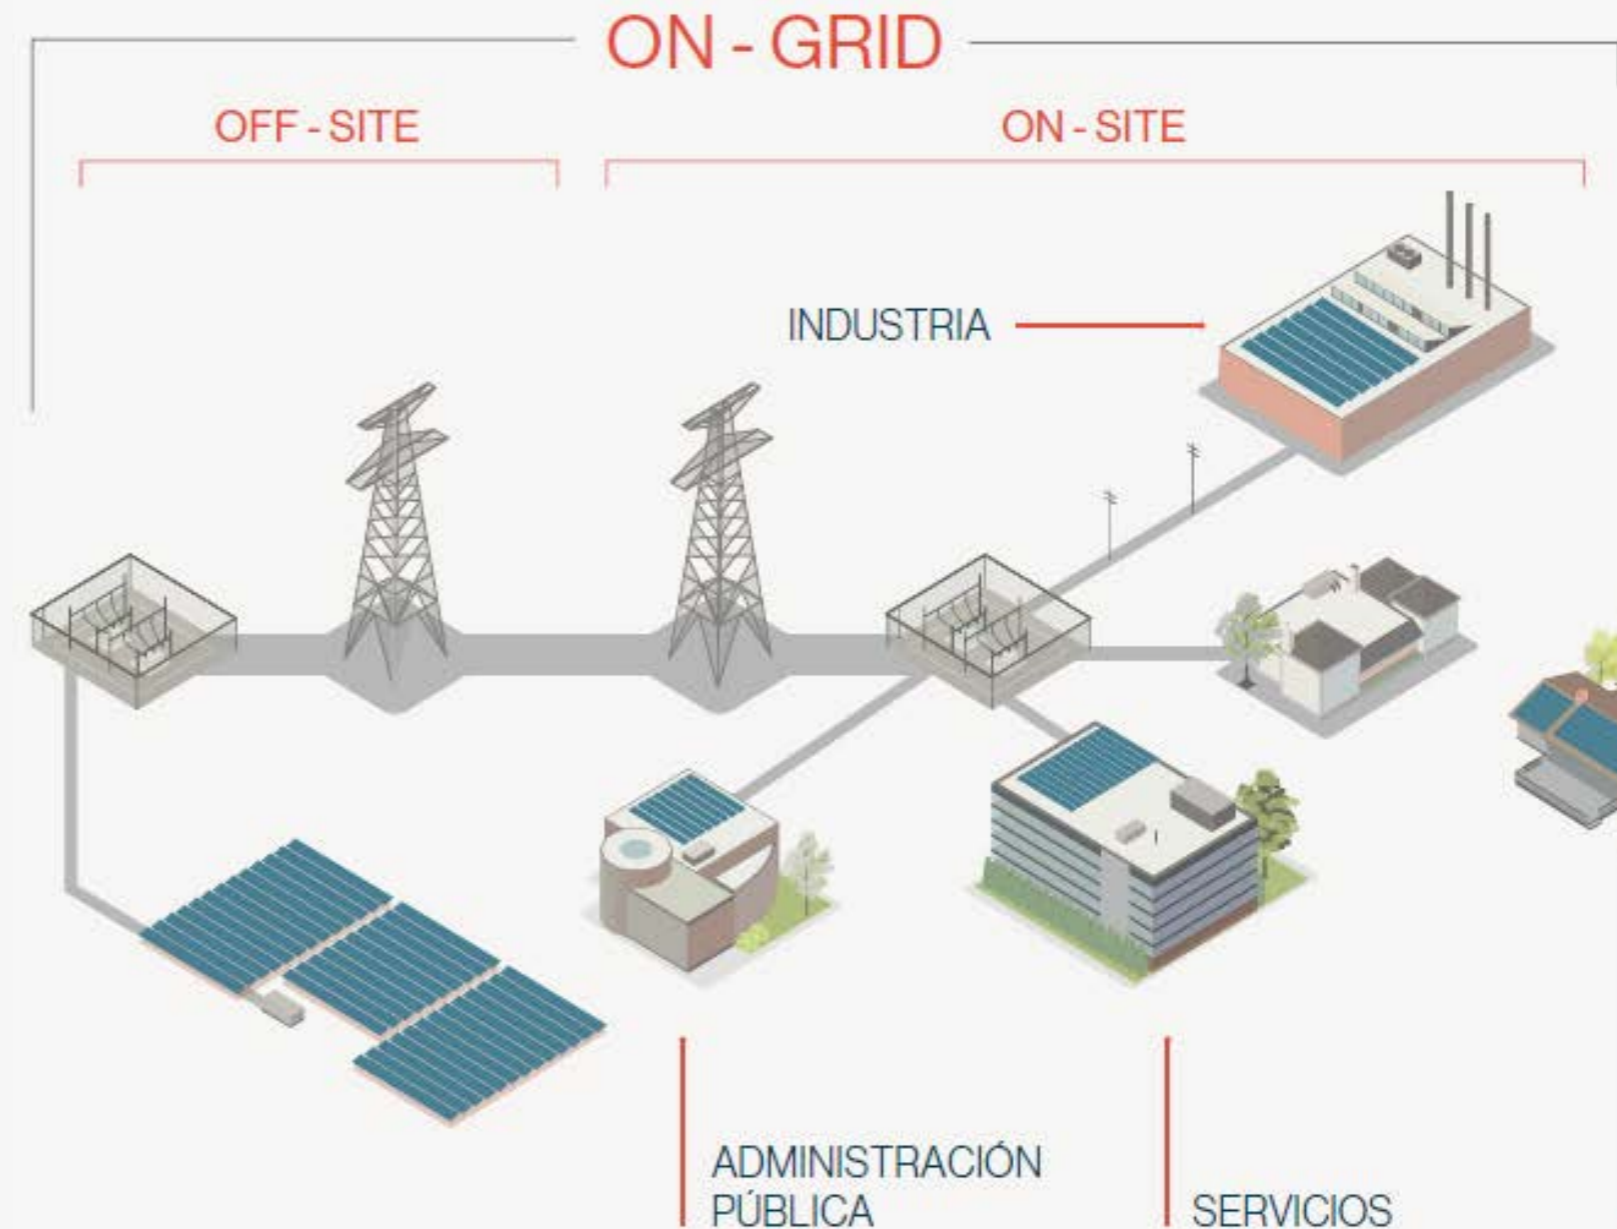 ON - GRID
OFF - SITE
ON - SITE
INDUSTRIA
ADMINISTRACIÓN
PÚBLICA
SERVICIOS